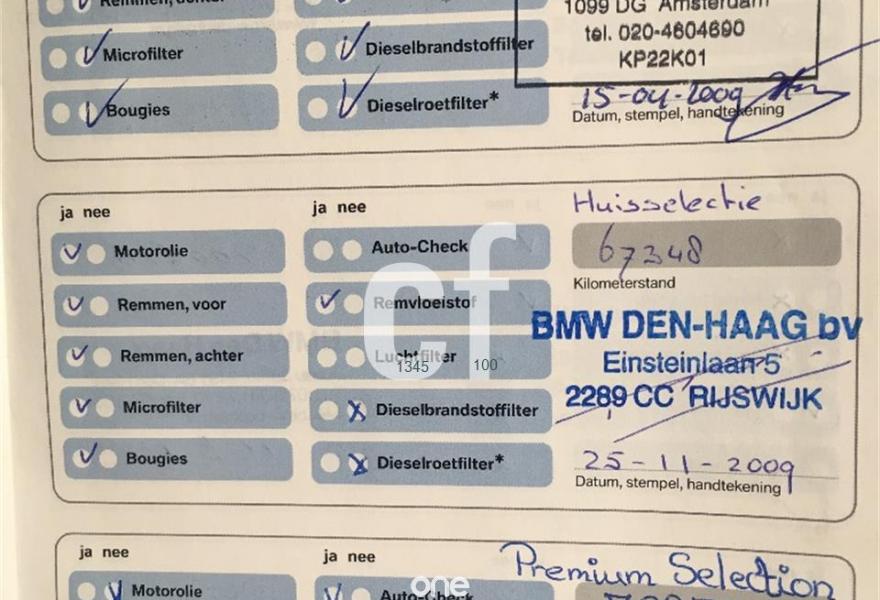 Remmen, achter
1099 DG Amsterdam
tel. 020-4604690
KP22K01
Microfilter
Dieselbrandstoffilter
Bougies
Dieselroetfilter*
15-04-2009
Datum, stempel, handtekening
ja nee
ja nee
Huisselectie
Motorolie
Auto-Check
67348
Kilometerstand
Remmen, voor
Remvloeistof
BMW DEN-HAAG bv
Einsteinlaan 5
2289 CC RIJSWIJK
Remmen, achter
Luchtfilter
1345 100
cf
Microfilter
Dieselbrandstoffilter
Bougies
Dieselroetfilter*
25-11-2009
Datum, stempel, handtekening
ja nee
ja nee
Premium Selection
Motorolie
Auto-Check
one